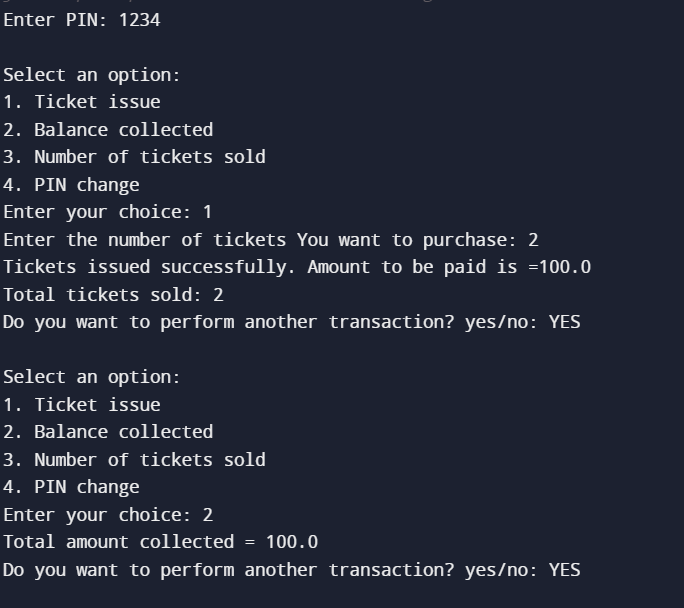 Enter PIN: 1234
Select an option:
1. Ticket issue
2. Balance collected
3. Number of tickets sold
4. PIN change
Enter your choice: 1
Enter the number of tickets You want to purchase: 2
Tickets issued successfully. Amount to be paid is =100.0
Total tickets sold: 2
Do you want to perform another transaction? yes/no: YES
Select an option:
1. Ticket issue
2. Balance collected
3. Number of tickets sold
4. PIN change
Enter your choice: 2
Total amount collected = 100.0
Do you want to perform another transaction? yes/no: YES